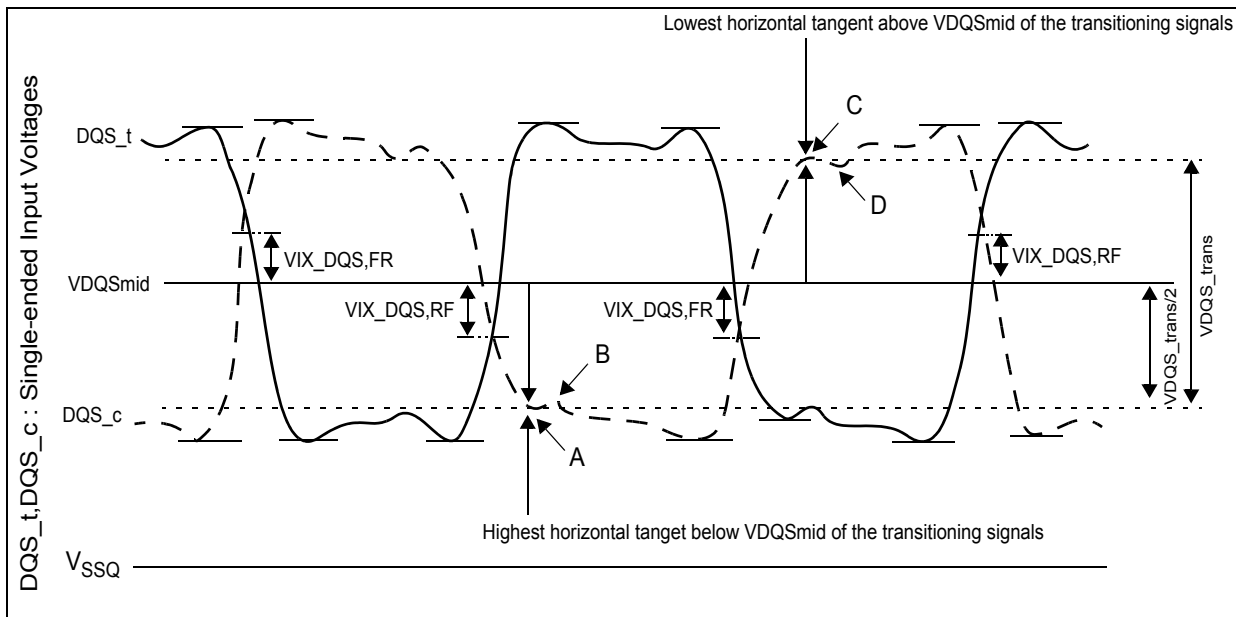 Lowest horizontal tangent above VDQSmid of the transitioning signals
DQS_t,DQS_c : Single-ended Input Voltages
DQS_t
C
D
VIX_DQS,FR
VIX_DQS,RF
VDQS_trans
VDQSmid
VIX_DQS,RF
VIX_DQS,FR
VDQS_trans/2
B
DQS_c
A
Highest horizontal tanget below VDQSmid of the transitioning signals
VSSQ